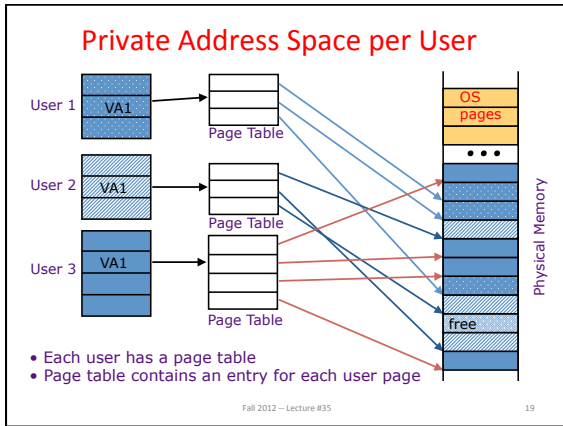 Private Address Space per User
User 1
VA1
Page Table
OS
pages
• • •
User 2
VA1
Page Table
User 3
VA1
Page Table
Physical Memory
free
• Each user has a page table
• Page table contains an entry for each user page
Fall 2012 -- Lecture #35
19